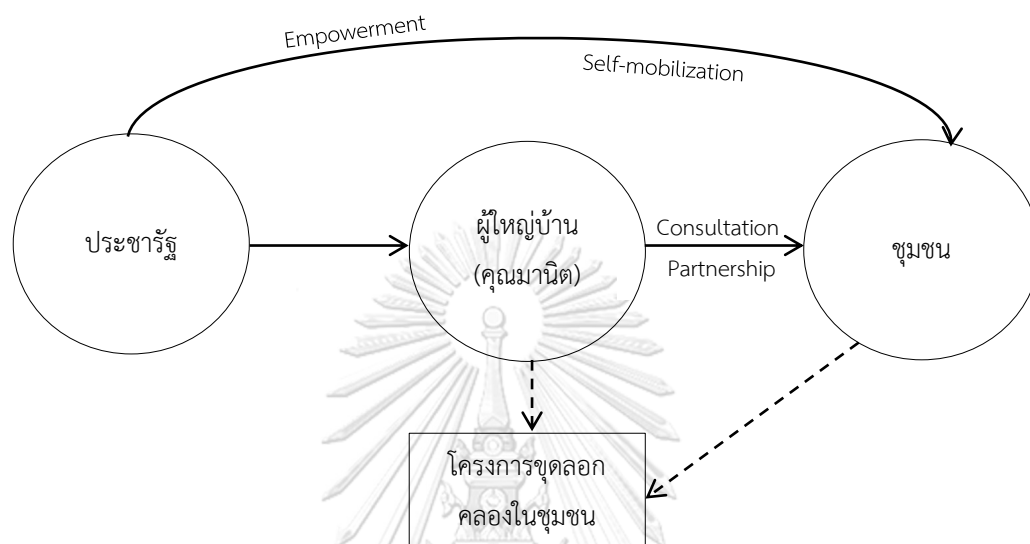 Empowerment
Self-mobilization
ประชารัฐ
ผู้ใหญ่บ้าน
(คุณมานิต)
Consultation
Partnership
ชุมชน
โครงการขุดลอก
คลองในชุมชน